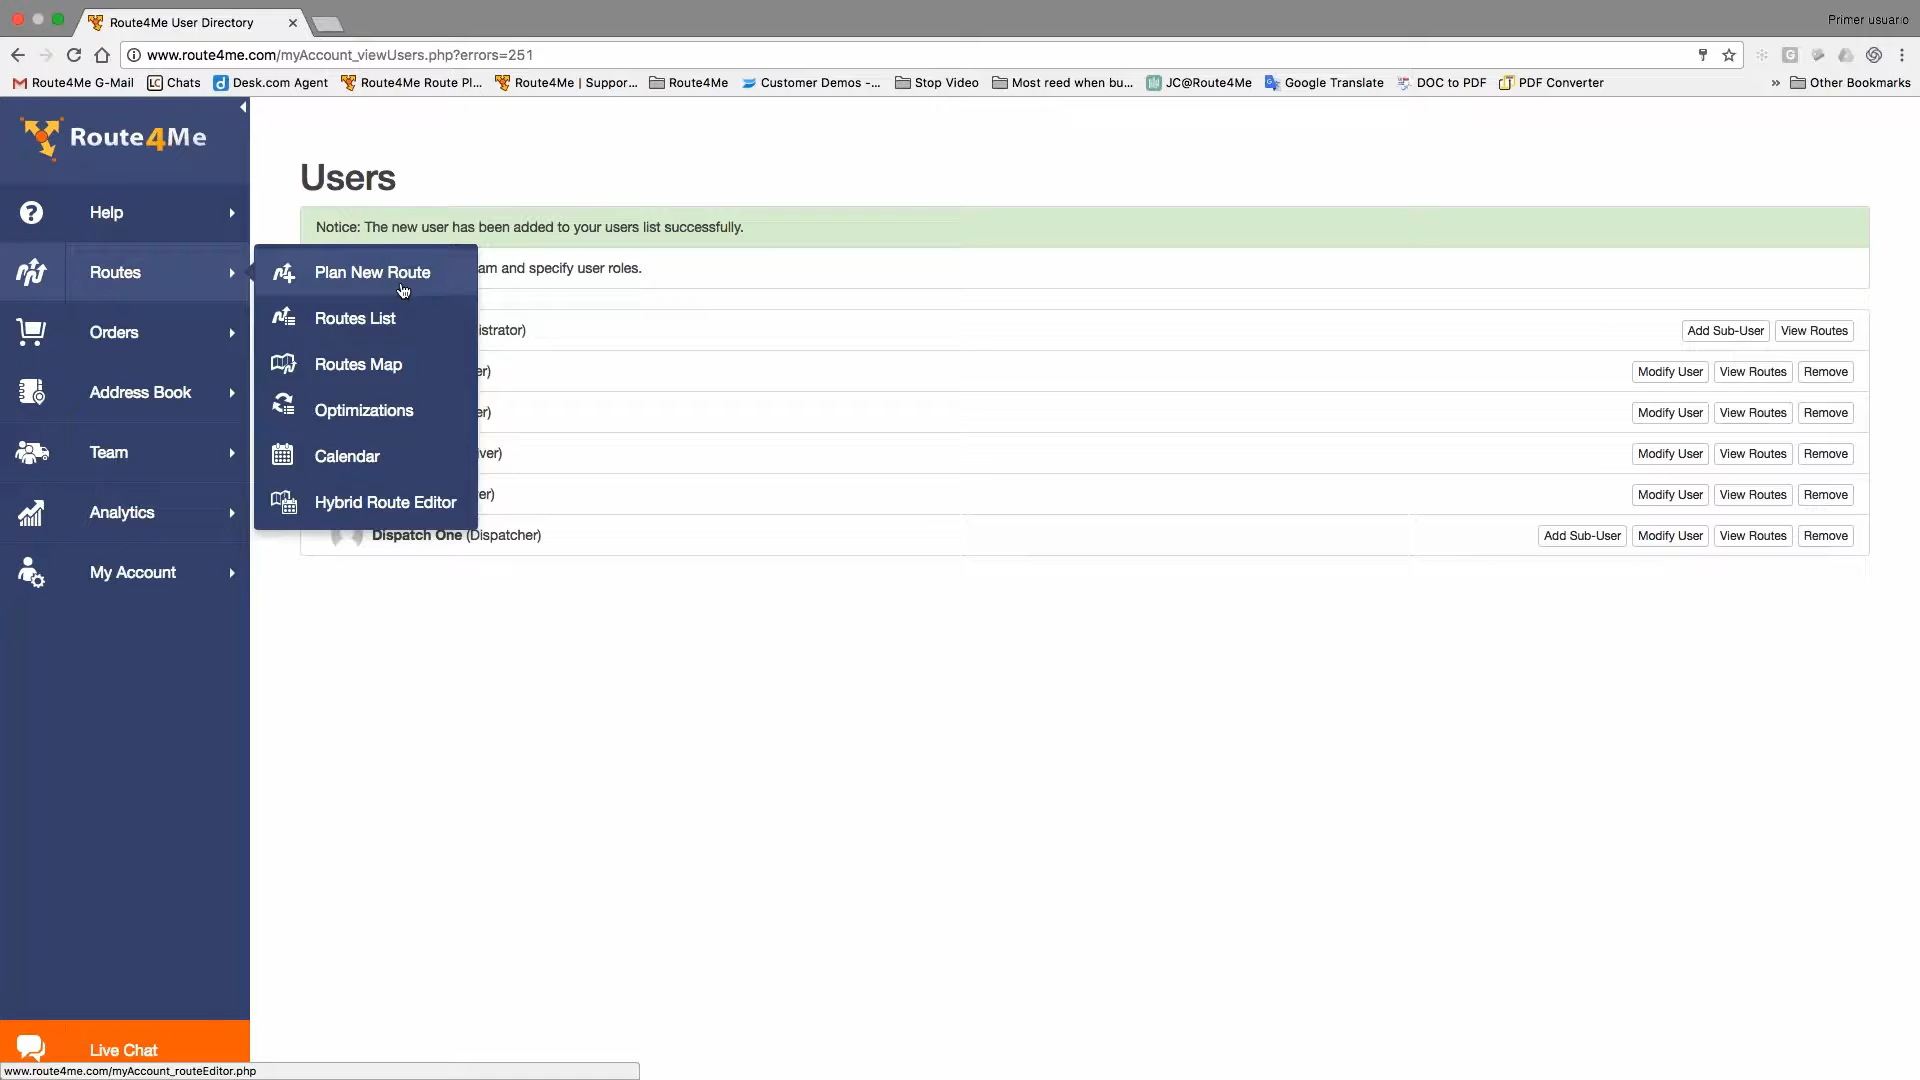 Route4Me User Directory
Primer usuario
www.route4me.com/myAccount_viewUsers.php?errors=251
Route4Me G-Mail
Chats
Desk.com Agent
Route4Me Route Pl...
Route4Me | Suppor...
Route4Me
Customer Demos -...
Stop Video
Most reed when bu...
JC@Route4Me
Google Translate
DOC to PDF
PDF Converter
» Other Bookmarks
Route4Me
Help
Routes
Orders
Address Book
Team
Analytics
My Account
Live Chat
Plan New Route
Routes List
Routes Map
Optimizations
Calendar
Hybrid Route Editor
Users
Notice: The new user has been added to your users list successfully.
am and specify user roles.
istrator) Add Sub-User View Routes
er) Modify User View Routes Remove
er) Modify User View Routes Remove
iver) Modify User View Routes Remove
er) Modify User View Routes Remove
Dispatch One (Dispatcher) Add Sub-User Modify User View Routes Remove
www.route4me.com/myAccount_routeEditor.php